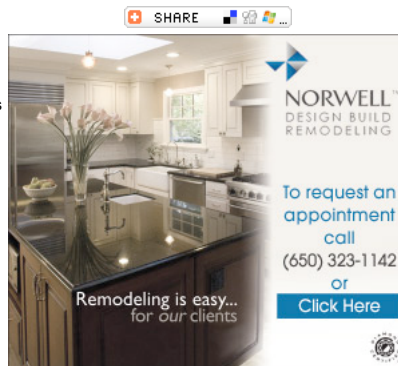 SHARE
...
s
NORWELL™
DESIGN BUILD
REMODELING
To request an
appointment
call
(650) 323-1142
or
Click Here
Remodeling is easy...
for our clients